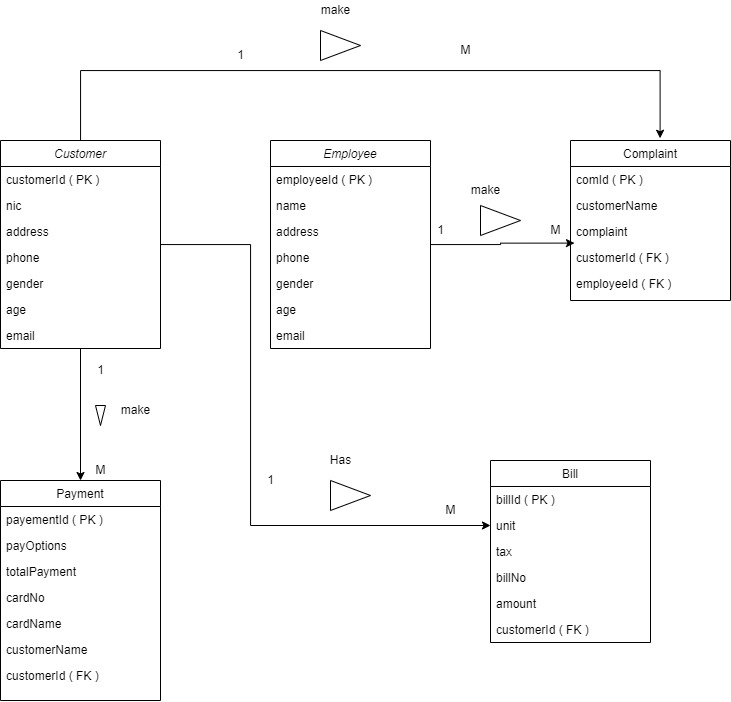 make
1
M
Customer
customerId ( PK )
nic
address
phone
gender
age
email
Employee
employeeId ( PK )
name
address
phone
gender
age
email
make
1
M
Complaint
comId ( PK )
customerName
complaint
customerId ( FK )
employeeId ( FK )
1
make
M
Payment
payementId ( PK )
payOptions
totalPayment
cardNo
cardName
customerName
customerId ( FK )
Has
1
M
Bill
billId ( PK )
unit
tax
billNo
amount
customerId ( FK )